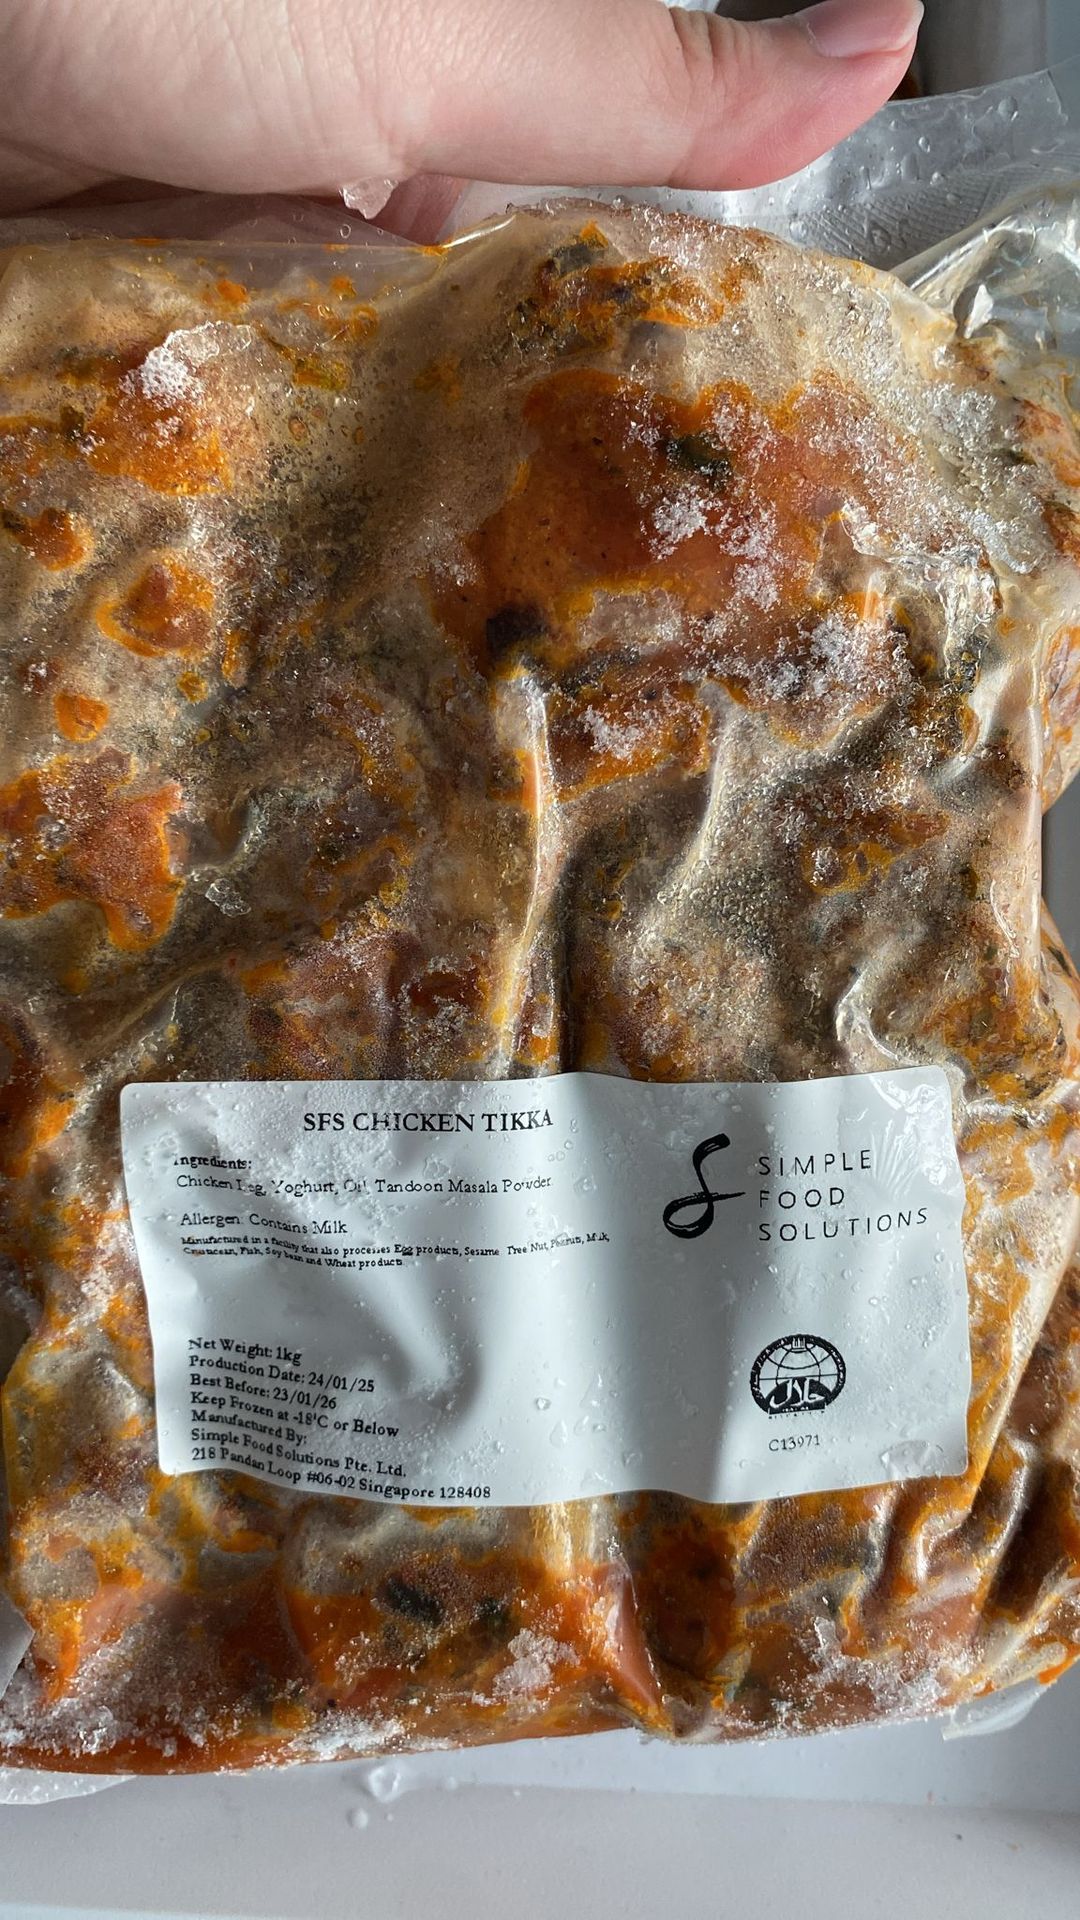 SFS CHICKEN TIKKA
Ingredients:
Chicken Leg, Yoghurt, Oil, Tandoori Masala Powder
Allergen: Contains Milk
Manufactured in a facility that also processes Egg products, Sesame Tree Nut, Peanuts, Milk,
Crustacean, Fish, Soy bean and Wheat products
Net Weight: 1kg
Production Date: 24/01/25
Best Before: 23/01/26
Keep Frozen at -18°C or Below
Manufactured By:
Simple Food Solutions Pte. Ltd.
218 Pandan Loop #06-02 Singapore 128408
SIMPLE
FOOD
SOLUTIONS
حلال
C13971